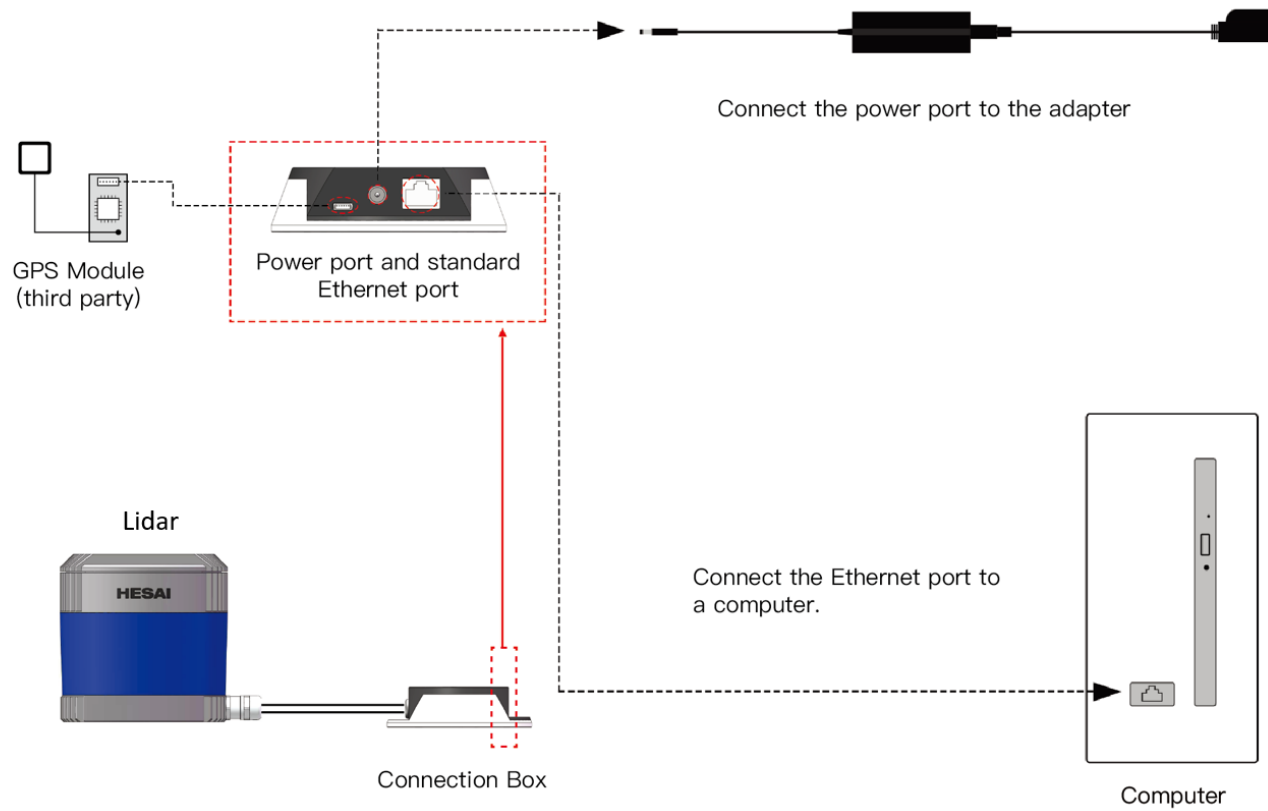 Connect the power port to the adapter
GPS Module
(third party)
Power port and standard
Ethernet port
Lidar
HESAI
Connect the Ethernet port to
a computer.
Connection Box
Computer